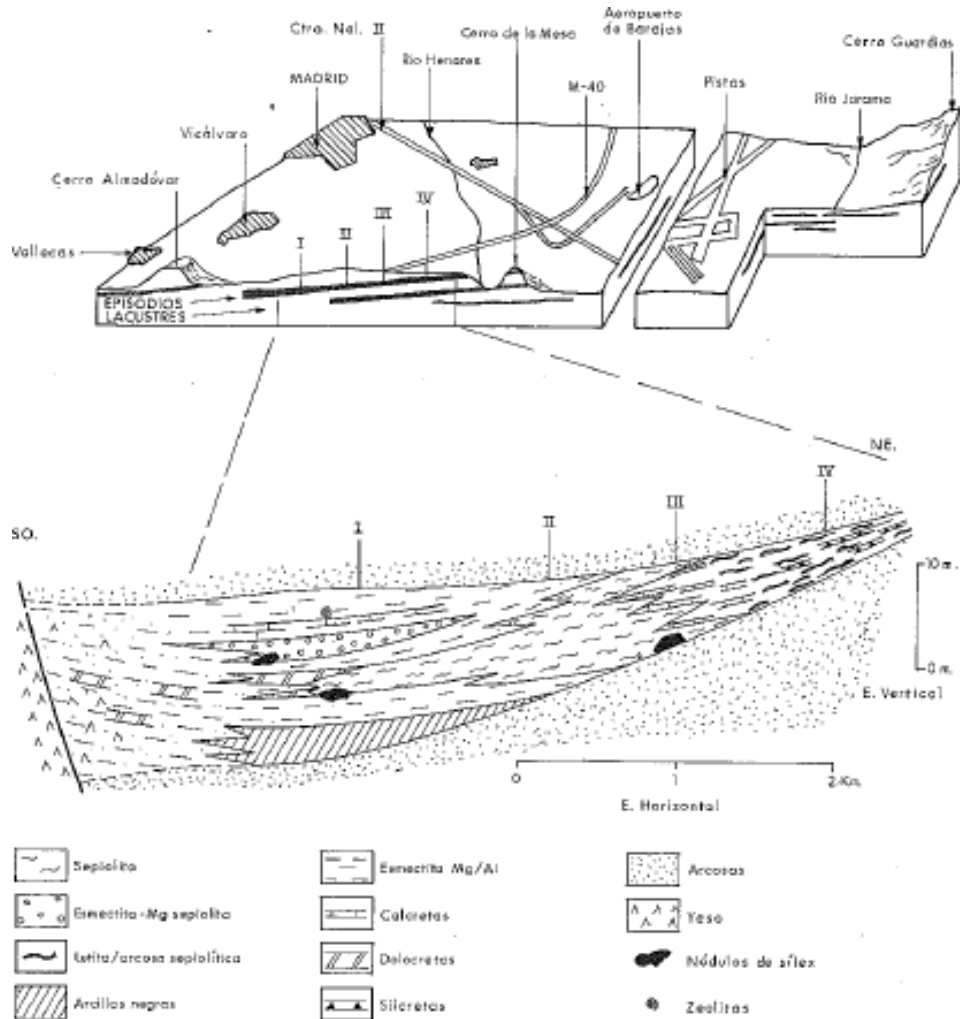 Ctra. Nal. II
Aeropuerto
de Barajas
Cerro de la Mesa
Cerro Guardias
Río Henares
MADRID
M-40
Pistas
Río Jarama
Vicálvaro
Cerro Almodóvar
Vallecas
I
II
III
IV
EPISODIOS
LACUSTRES
NE.
SO.
I
II
III
IV
10 m.
0 m.
E. Vertical
0
1
2 Km.
E. Horizontal
Sepiolita
Esmectita Mg/Al
Arcosas
Esmectita-Mg sepiolita
Calcretas
Yeso
Lutita/arcosa sepiolítica
Dolocretas
Nódulos de sílex
Arcillas negras
Silcretas
Zeolitas